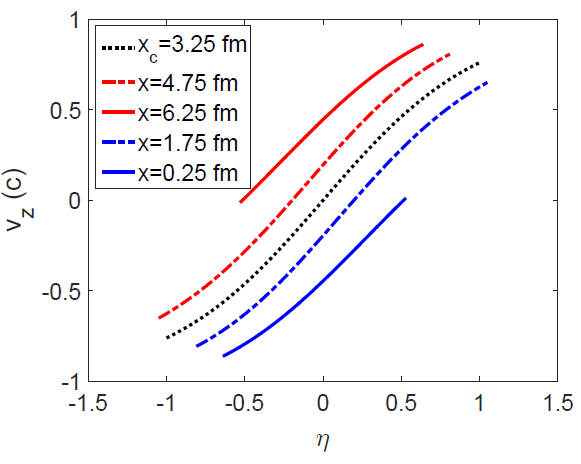 1
0.5
0
-0.5
-1
v_z (c)
x_c=3.25 fm
x=4.75 fm
x=6.25 fm
x=1.75 fm
x=0.25 fm
-1.5 -1 -0.5 0 0.5 1 1.5
η